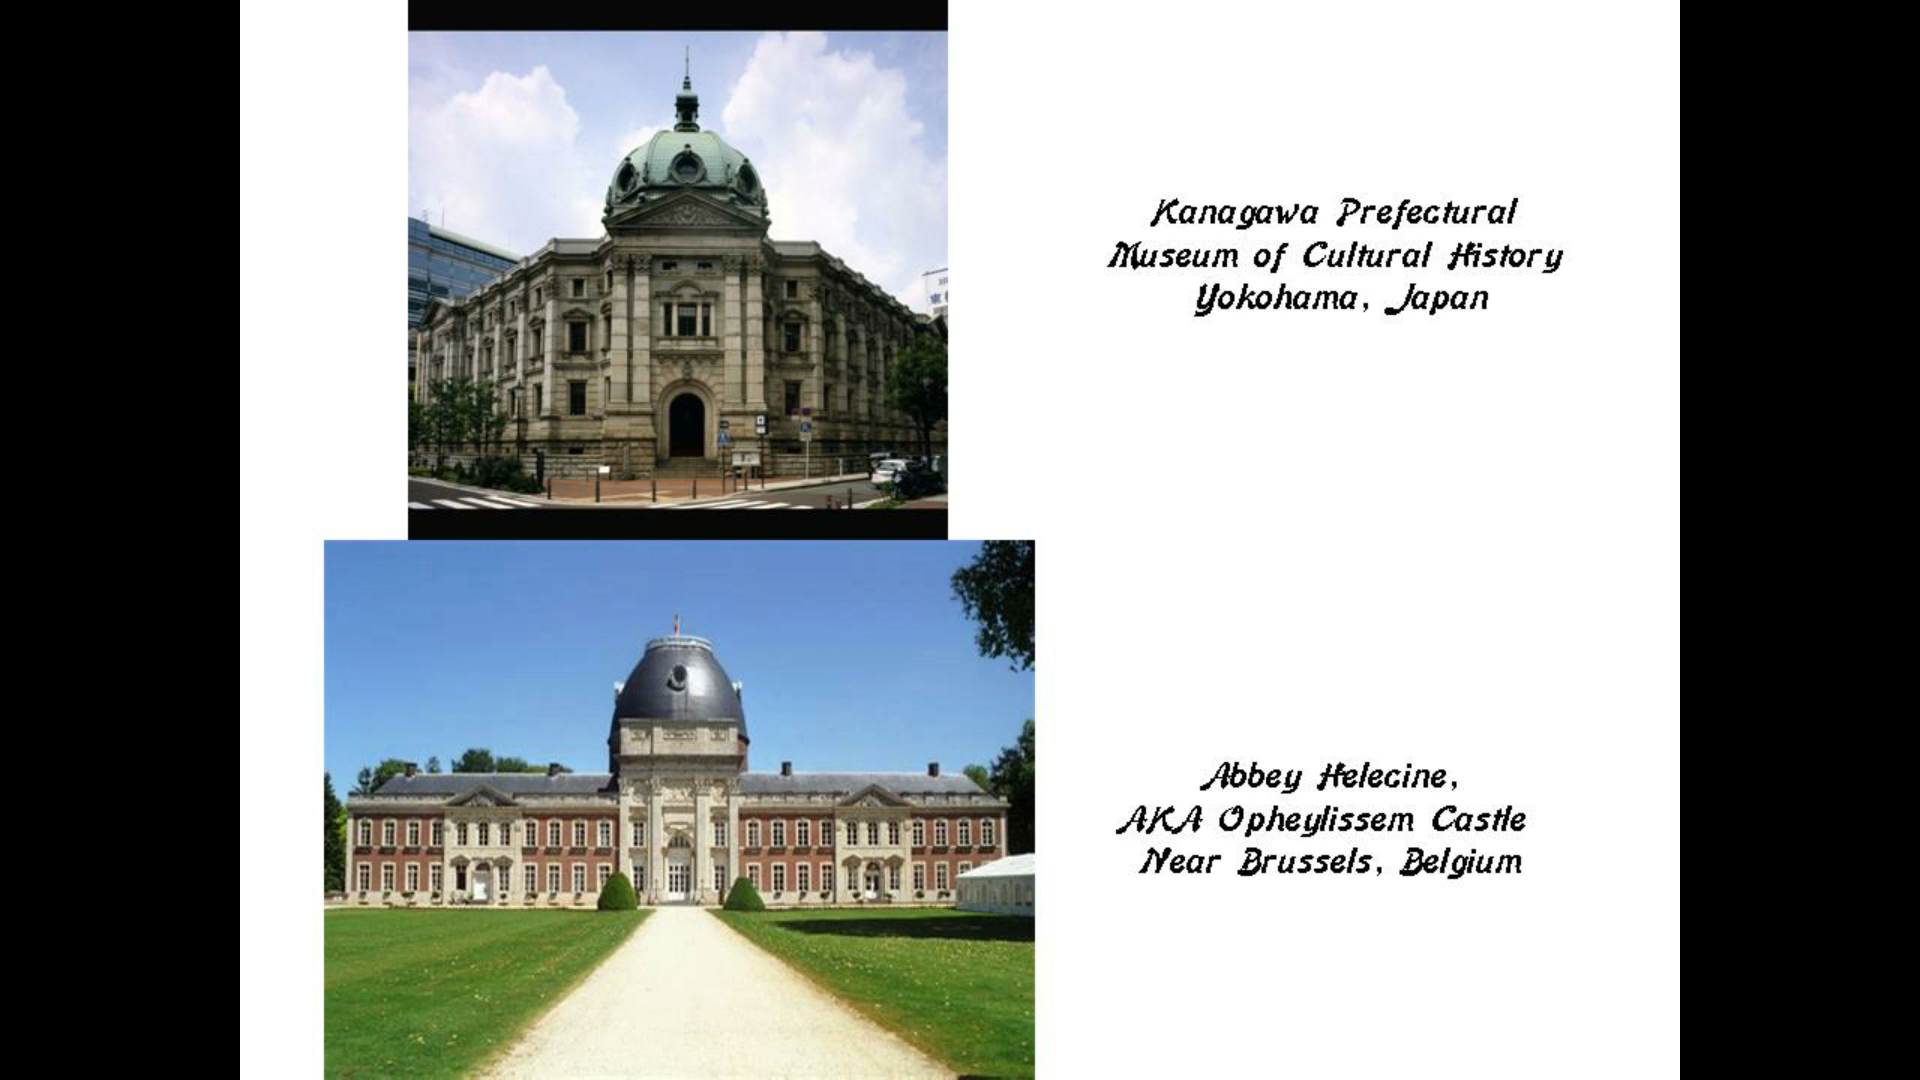 Kanagawa Prefectural
Museum of Cultural History
Yokohama, Japan
Abbey Helecine,
AKA Opheylissem Castle
Near Brussels, Belgium